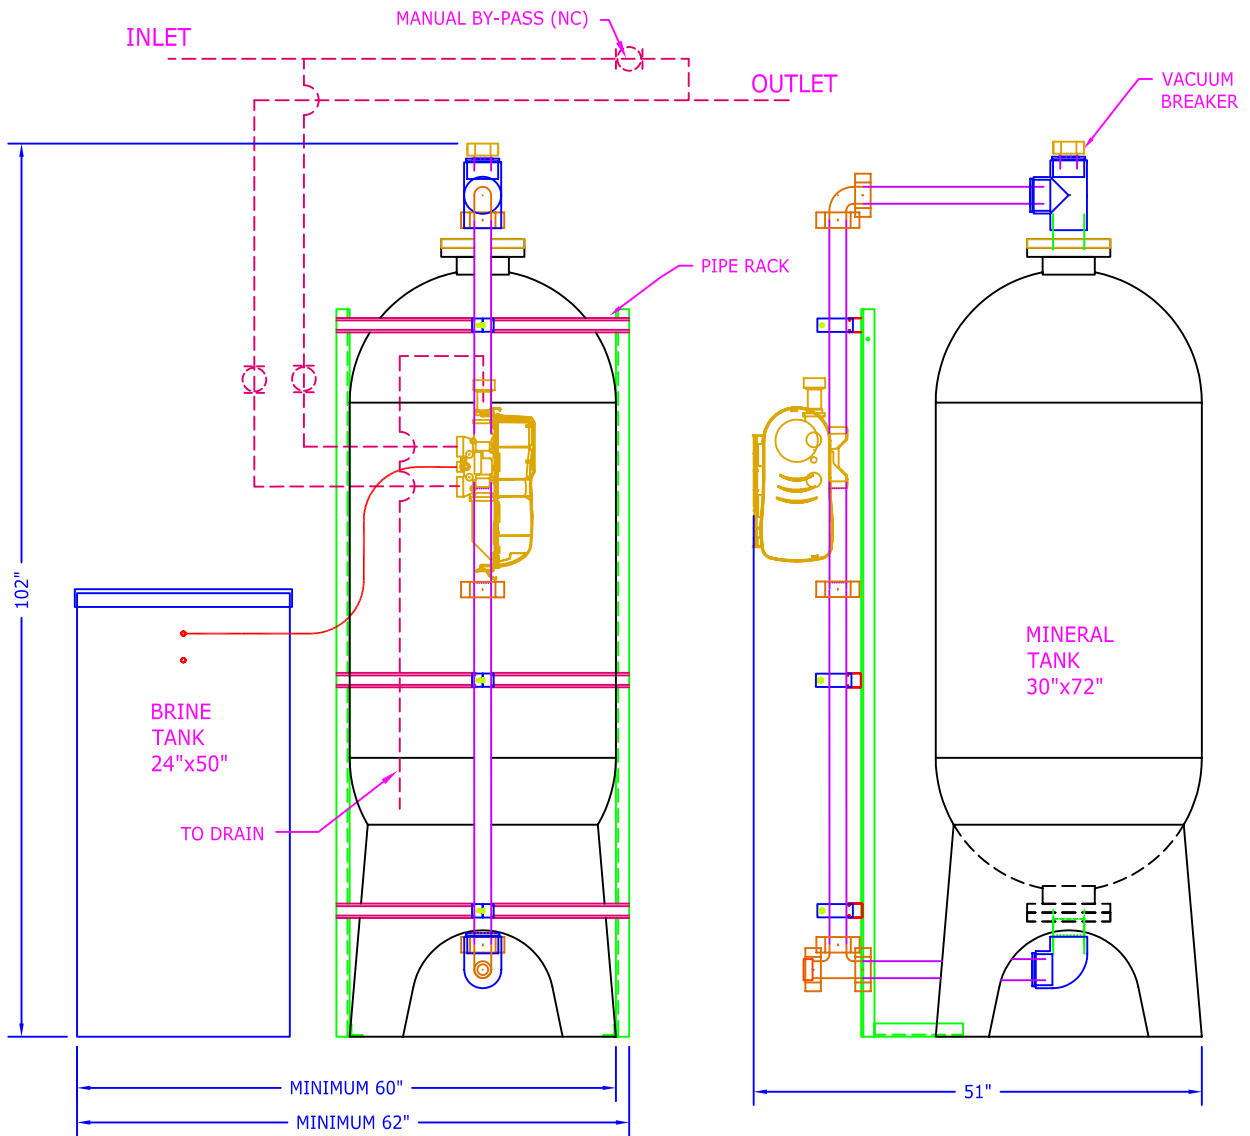 MANUAL BY-PASS (NC)
INLET
OUTLET
VACUUM
BREAKER
PIPE RACK
102"
MINERAL
TANK
30"x72"
BRINE
TANK
24"x50"
TO DRAIN
MINIMUM 60"
51"
MINIMUM 62"